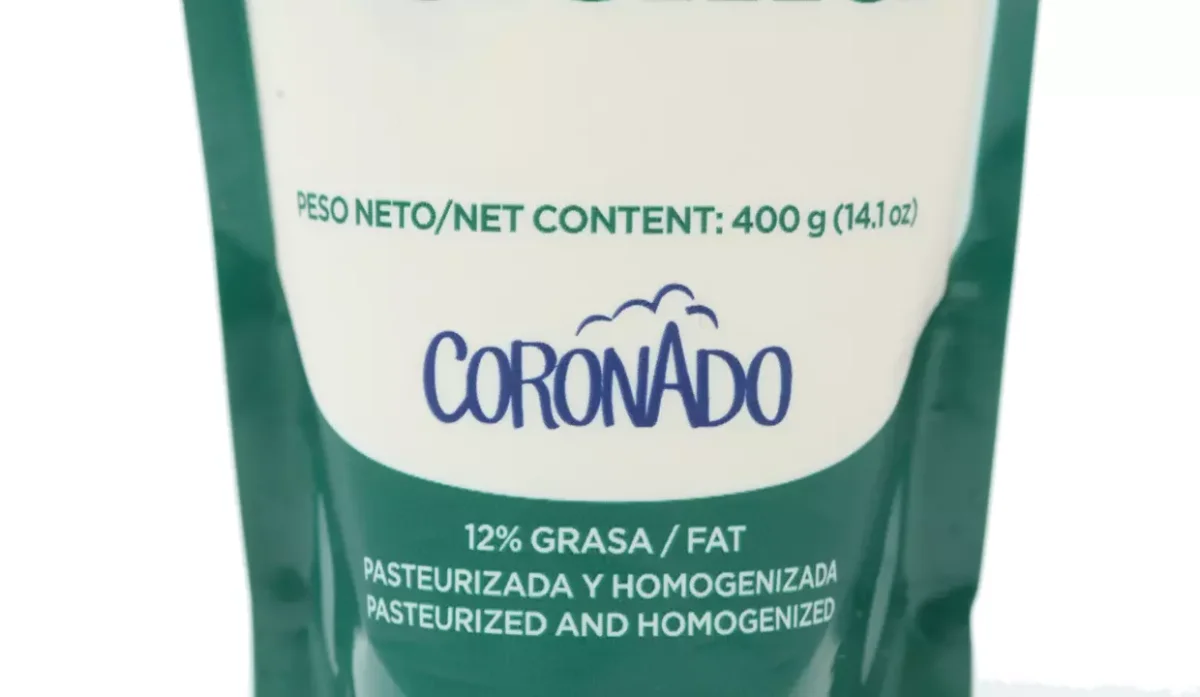 PESO NETO/NET CONTENT: 400 g (14.1 oz)
CORONADO
12% GRASA / FAT
PASTEURIZADA Y HOMOGENIZADA
PASTEURIZED AND HOMOGENIZED